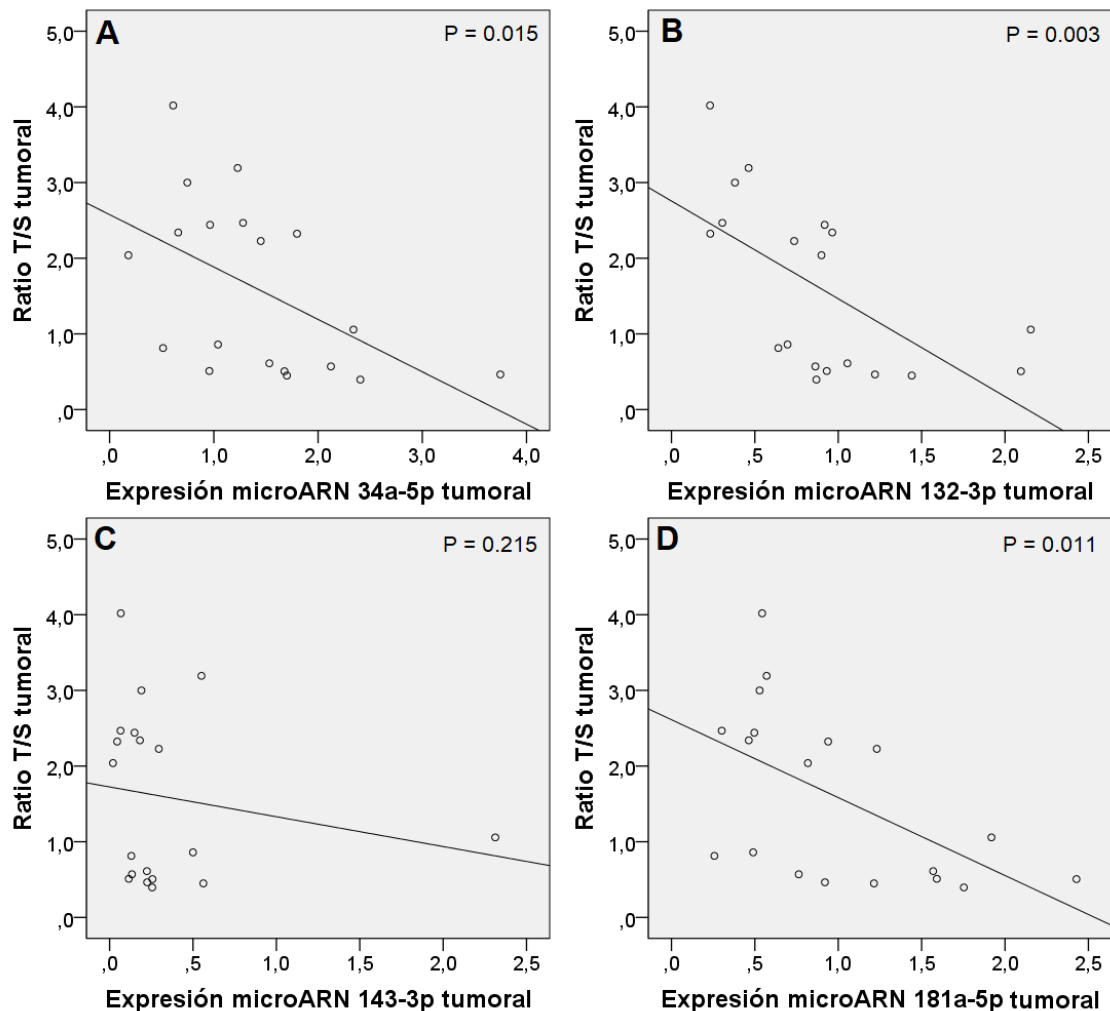 A
P = 0.015
Ratio T/S tumoral
5,0
4,0
3,0
2,0
1,0
,0
,0 1,0 2,0 3,0 4,0
Expresión microARN 34a-5p tumoral
B
P = 0.003
Ratio T/S tumoral
5,0
4,0
3,0
2,0
1,0
,0
,0 ,5 1,0 1,5 2,0 2,5
Expresión microARN 132-3p tumoral
C
P = 0.215
Ratio T/S tumoral
5,0
4,0
3,0
2,0
1,0
,0
,0 ,5 1,0 1,5 2,0 2,5
Expresión microARN 143-3p tumoral
D
P = 0.011
Ratio T/S tumoral
5,0
4,0
3,0
2,0
1,0
,0
,0 ,5 1,0 1,5 2,0 2,5
Expresión microARN 181a-5p tumoral